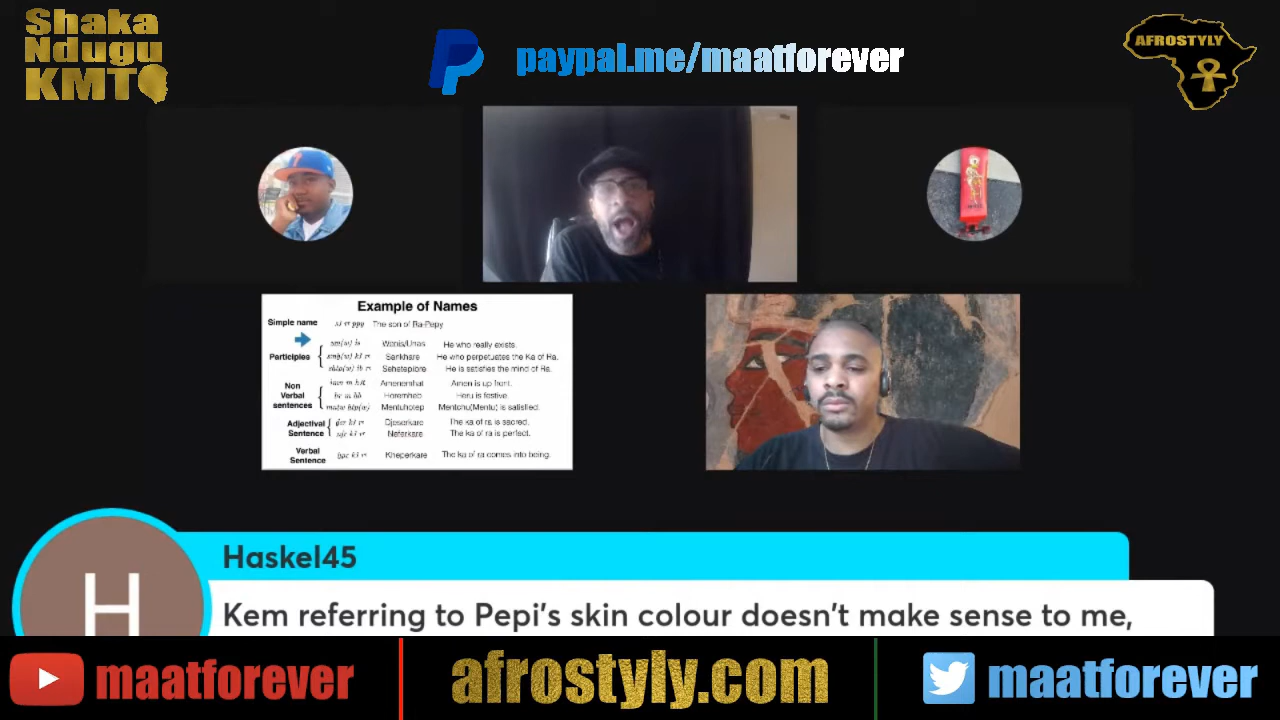 Shaka
Ndugu
KMT
paypal.me/maatforever
AFROSTYLY
Example of Names
Simple name
The son of Ra-Pepy
Participles
Wenis/Unas He who really exists.
Sankhare He who perpetuates the Ka of Ra.
Sehetepibre He is satisfies the mind of Ra.
Non
Verbal
sentences
Amenemhat Amen is up front.
Horemheb Heru is festive.
Mentuhotep Mentchu(Mentu) is satisfied.
Adjectival
Sentence
Djeserkare The ka of ra is sacred.
Neferkare The ka of ra is perfect.
Verbal
Sentence
Kheperkare The ka of ra comes into being.
H
Haskel45
Kem referring to Pepi's skin colour doesn't make sense to me,
maatforever
afrostyly.com
maatforever